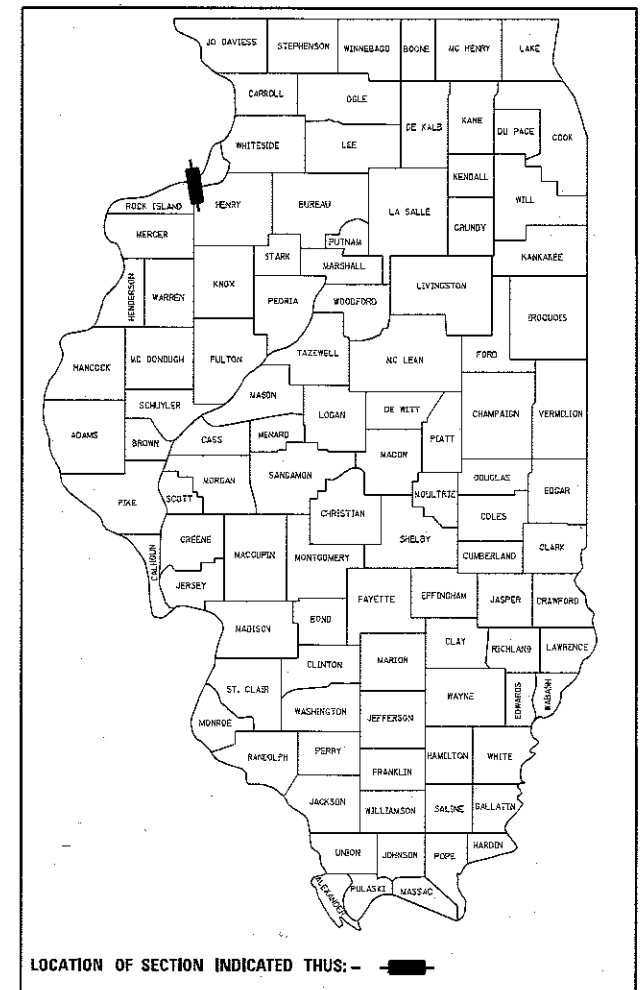 JO DAVIESS STEPHENSON WINNEBAGO BOONE MC HENRY LAKE
CARROLL OGLE
DE KALB KANE DU PAGE COOK
WHITESIDE LEE
KENDALL WILL
ROCK ISLAND HENRY BUREAU LA SALLE GRUNDY
MERCER PUTNAM
STARK MARSHALL KANKAKEE
HENDERSON WARREN KNOX PEORIA WOODFORD LIVINGSTON IROQUOIS
HANCOCK MC DONOUGH FULTON TAZEWELL MC LEAN FORD
MASON
SCHUYLER LOGAN DE WITT CHAMPAIGN VERMILION
ADAMS BROWN CASS MENARD MACON PIATT
MORGAN SANGAMON DOUGLAS EDGAR
PIKE SCOTT CHRISTIAN MOULTRIE COLES
GREENE MACOUPIN MONTGOMERY SHELBY CUMBERLAND CLARK
CALHOUN JERSEY FAYETTE EFFINGHAM JASPER CRAWFORD
MADISON BOND CLAY RICHLAND LAWRENCE
CLINTON MARION
ST. CLAIR WAYNE EDWARDS WABASH
MONROE WASHINGTON JEFFERSON
RANDOLPH PERRY HAMILTON WHITE
FRANKLIN
JACKSON WILLIAMSON SALINE GALLATIN
UNION JOHNSON POPE HARDIN
ALEXANDER PULASKI MASSAC
LOCATION OF SECTION INDICATED THUS: -